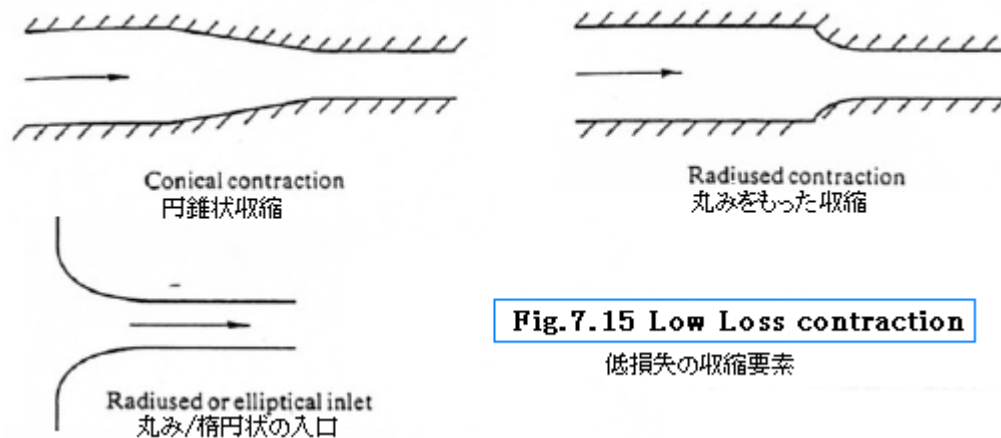 Conical contraction
円錐状収縮
Radiused contraction
丸みをもった収縮
Fig.7.15 Low Loss contraction
低損失の収縮要素
Radiused or elliptical inlet
丸み/楕円状の入口